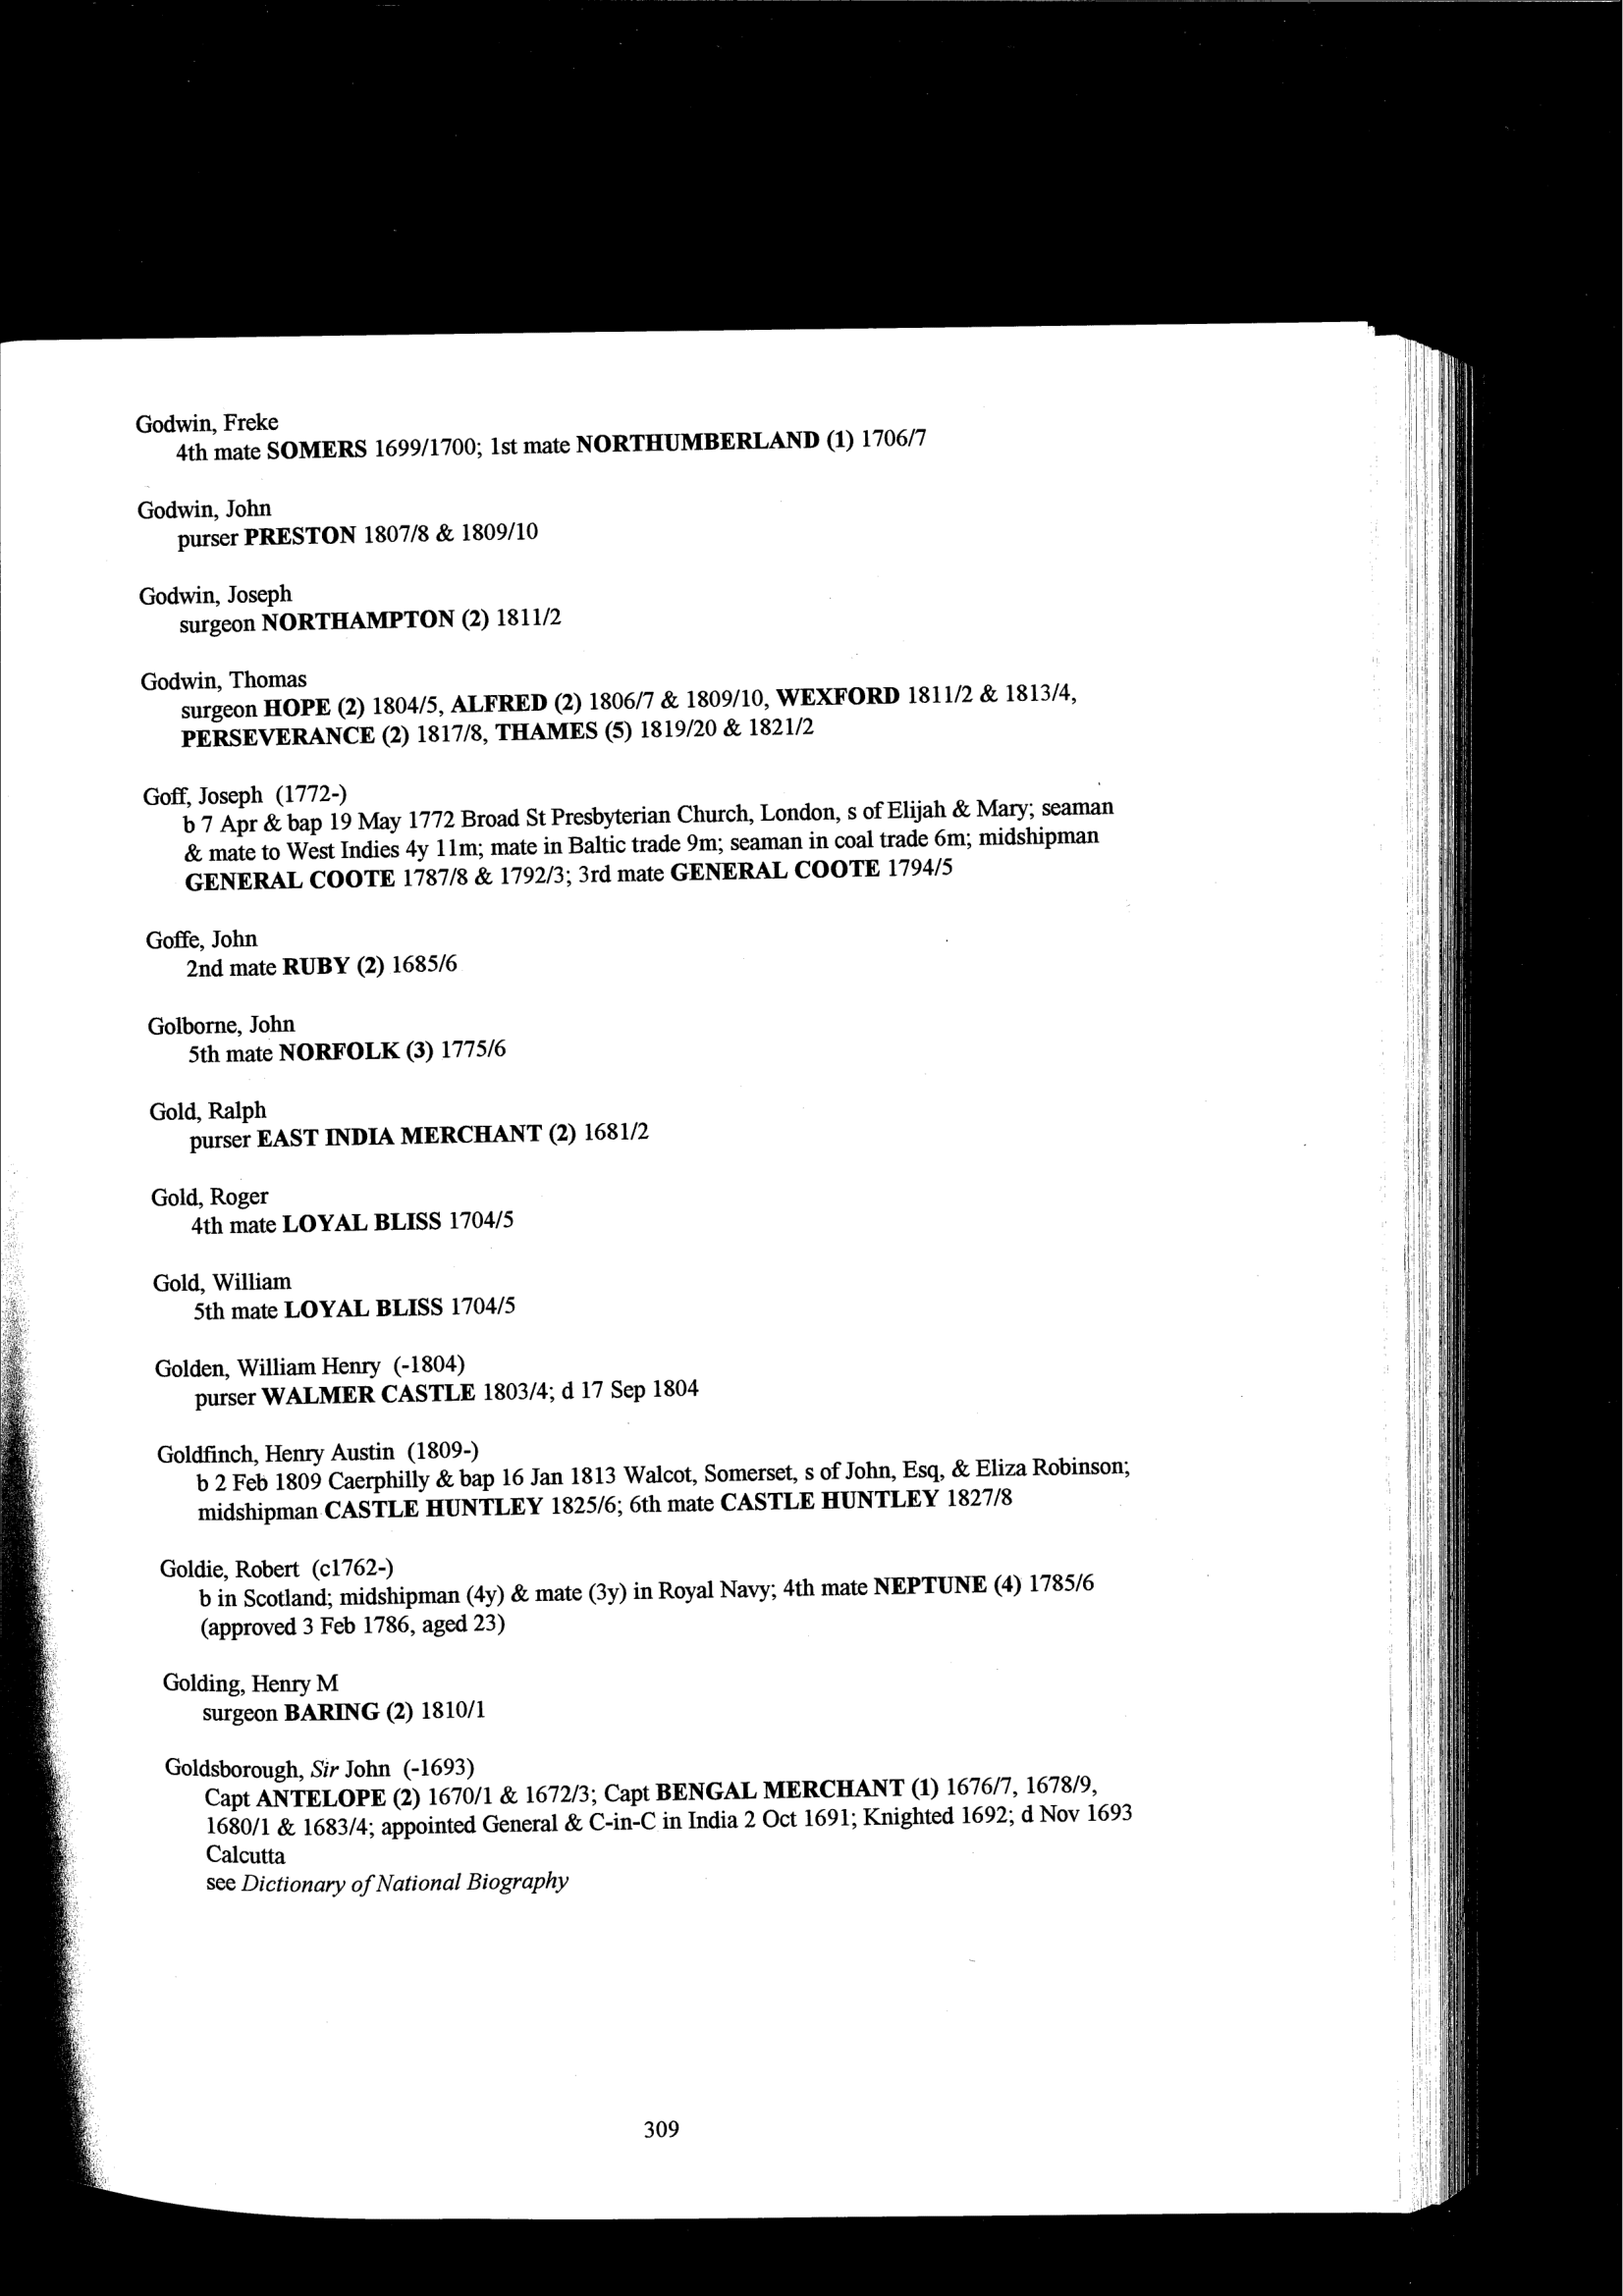 Godwin, Freke
4th mate SOMERS 1699/1700; 1st mate NORTHUMBERLAND (1) 1706/7
Godwin, John
purser PRESTON 1807/8 & 1809/10
Godwin, Joseph
surgeon NORTHAMPTON (2) 1811/2
Godwin, Thomas
surgeon HOPE (2) 1804/5, ALFRED (2) 1806/7 & 1809/10, WEXFORD 1811/2 & 1813/4,
PERSEVERANCE (2) 1817/8, THAMES (5) 1819/20 & 1821/2
Goff, Joseph (1772-)
b 7 Apr & bap 19 May 1772 Broad St Presbyterian Church, London, s of Elijah & Mary; seaman
& mate to West Indies 4y 11m; mate in Baltic trade 9m; seaman in coal trade 6m; midshipman
GENERAL COOTE 1787/8 & 1792/3; 3rd mate GENERAL COOTE 1794/5
Goffe, John
2nd mate RUBY (2) 1685/6
Golborne, John
5th mate NORFOLK (3) 1775/6
Gold, Ralph
purser EAST INDIA MERCHANT (2) 1681/2
Gold, Roger
4th mate LOYAL BLISS 1704/5
Gold, William
5th mate LOYAL BLISS 1704/5
Golden, William Henry (-1804)
purser WALMER CASTLE 1803/4; d 17 Sep 1804
Goldfinch, Henry Austin (1809-)
b 2 Feb 1809 Caerphilly & bap 16 Jan 1813 Walcot, Somerset, s of John, Esq, & Eliza Robinson;
midshipman CASTLE HUNTLEY 1825/6; 6th mate CASTLE HUNTLEY 1827/8
Goldie, Robert (c1762-)
b in Scotland; midshipman (4y) & mate (3y) in Royal Navy; 4th mate NEPTUNE (4) 1785/6
(approved 3 Feb 1786, aged 23)
Golding, Henry M
surgeon BARING (2) 1810/1
Goldsborough, Sir John (-1693)
Capt ANTELOPE (2) 1670/1 & 1672/3; Capt BENGAL MERCHANT (1) 1676/7, 1678/9,
1680/1 & 1683/4; appointed General & C-in-C in India 2 Oct 1691; Knighted 1692; d Nov 1693
Calcutta
see Dictionary of National Biography
309